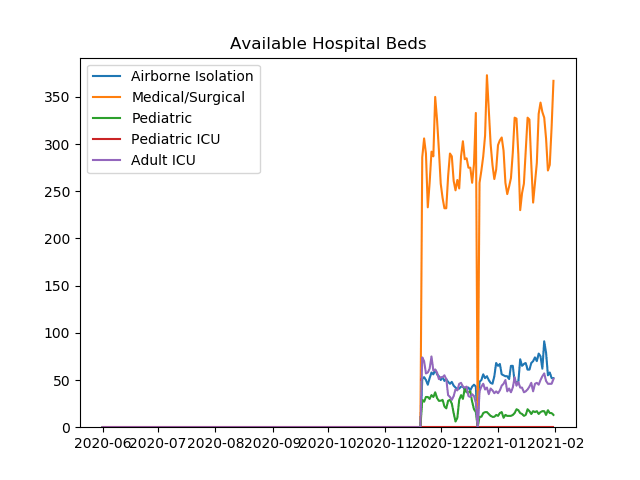 Available Hospital Beds
Airborne Isolation
Medical/Surgical
Pediatric
Pediatric ICU
Adult ICU
350
300
250
200
150
100
50
0
2020-06 2020-07 2020-08 2020-09 2020-10 2020-11 2020-12 2021-01 2021-02